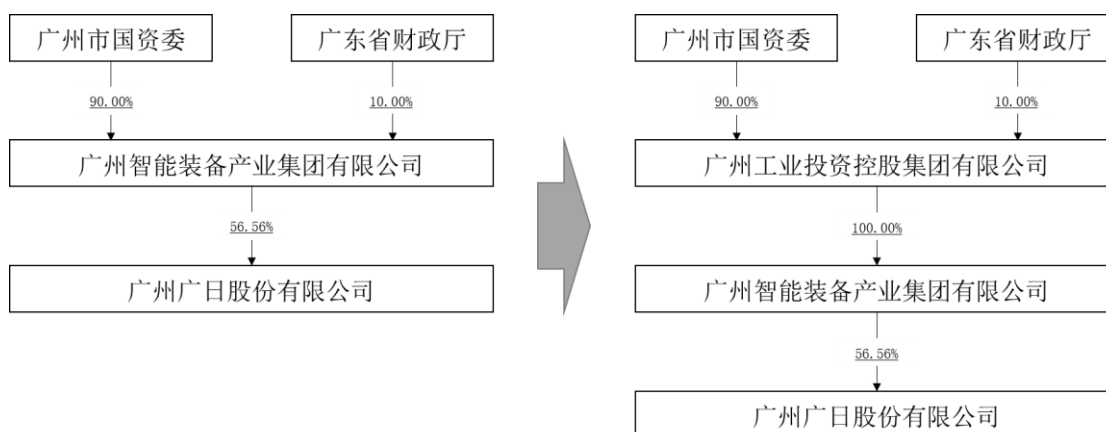 广州市国资委
广东省财政厅
90.00%
10.00%
广州智能装备产业集团有限公司
56.56%
广州广日股份有限公司
广州市国资委
广东省财政厅
90.00%
10.00%
广州工业投资控股集团有限公司
100.00%
广州智能装备产业集团有限公司
56.56%
广州广日股份有限公司